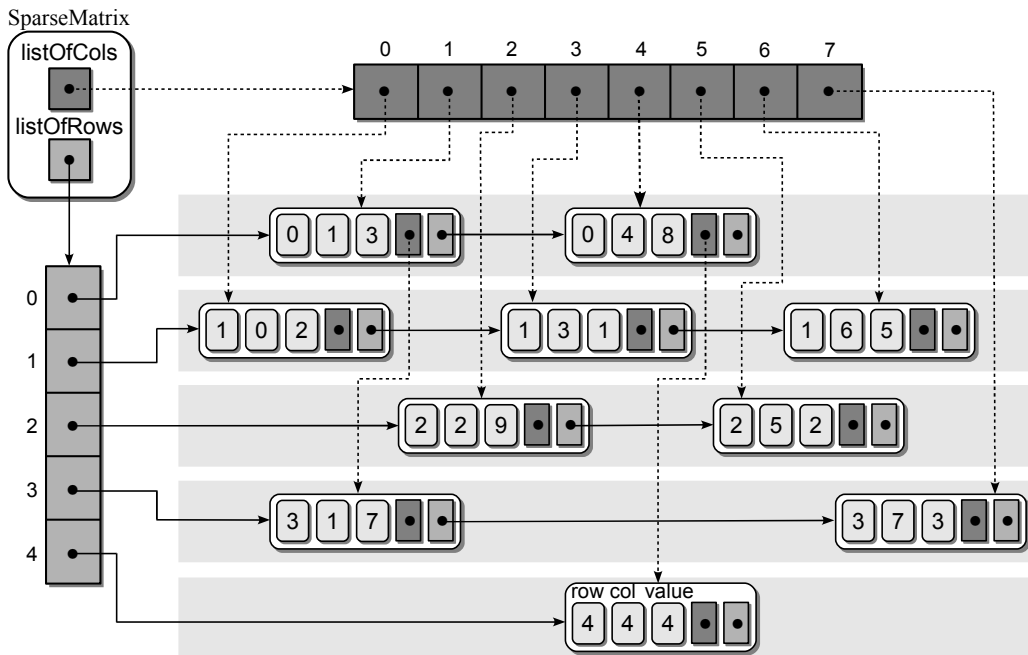 SparseMatrix
listOfCols
listOfRows
0 1 2 3 4 5 6 7
0 1 3
0 4 8
0
1 0 2
1 3 1
1 6 5
1
2 2 9
2 5 2
2
3 1 7
3 7 3
3
4
row col value
4 4 4